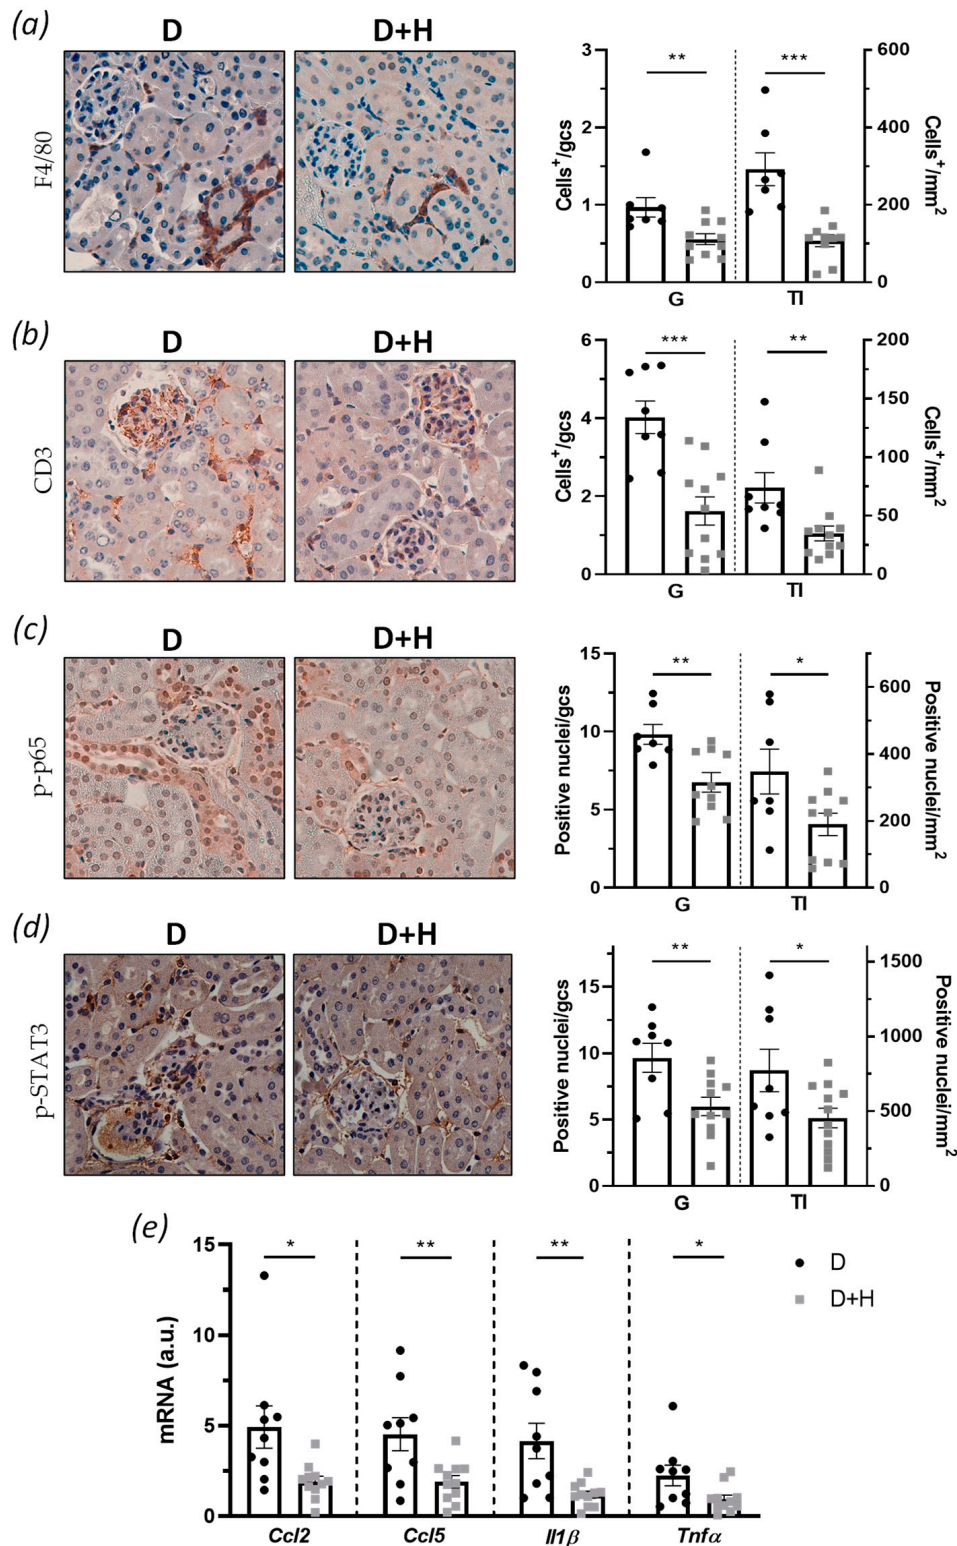 (a)
D
D+H
F4/80
3
2
1
0
Cells+/gcs
**
***
600
400
200
0
Cells+/mm2
G
TI
(b)
D
D+H
CD3
6
4
2
0
Cells+/gcs
***
**
200
150
100
50
0
Cells+/mm2
G
TI
(c)
D
D+H
p-p65
15
10
5
0
Positive nuclei/gcs
**
*
600
400
200
0
Positive nuclei/mm2
G
TI
(d)
D
D+H
p-STAT3
15
10
5
0
Positive nuclei/gcs
**
*
1500
1000
500
0
Positive nuclei/mm2
G
TI
(e)
15
10
5
0
mRNA (a.u.)
*
**
**
*
D
D+H
Ccl2
Ccl5
Il1β
Tnfα